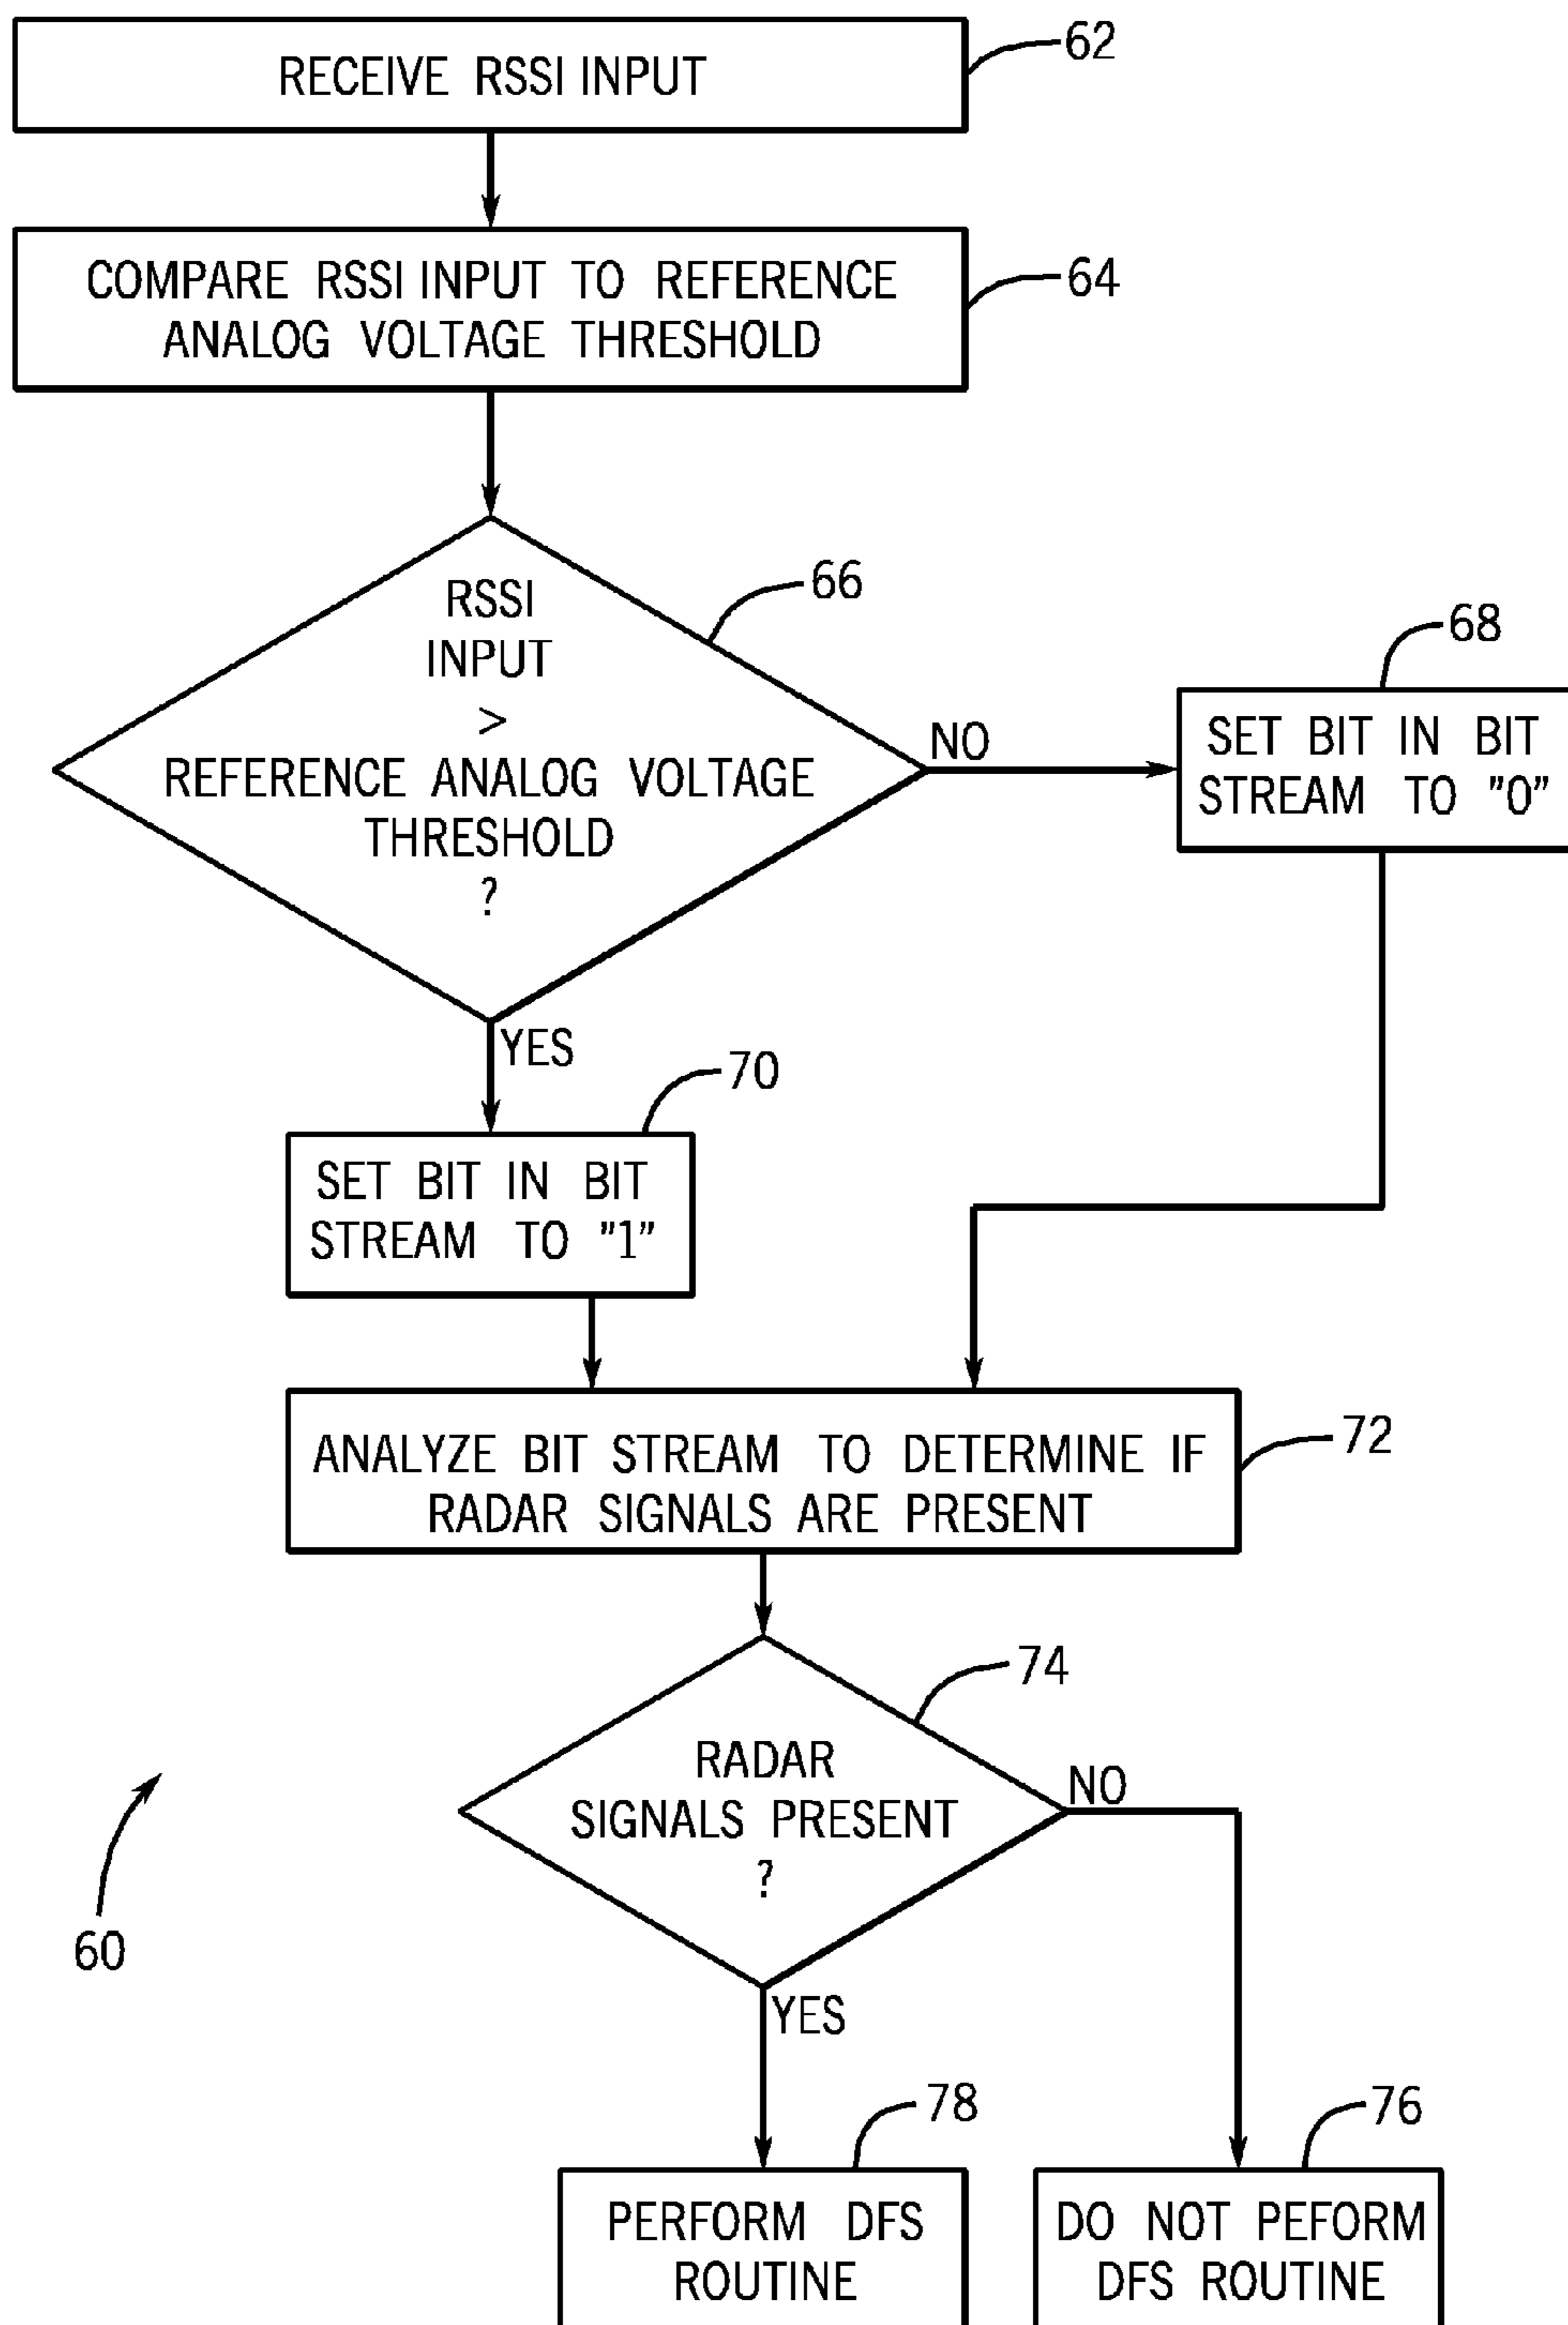 RECEIVE RSSI INPUT
62
COMPARE RSSI INPUT TO REFERENCE
ANALOG VOLTAGE THRESHOLD
64
RSSI
INPUT
>
REFERENCE ANALOG VOLTAGE
THRESHOLD
?
66
NO
68
SET BIT IN BIT
STREAM TO "0"
YES
70
SET BIT IN BIT
STREAM TO "1"
ANALYZE BIT STREAM TO DETERMINE IF
RADAR SIGNALS ARE PRESENT
72
74
RADAR
SIGNALS PRESENT
?
NO
60
YES
78
76
PERFORM DFS
ROUTINE
DO NOT PEFORM
DFS ROUTINE